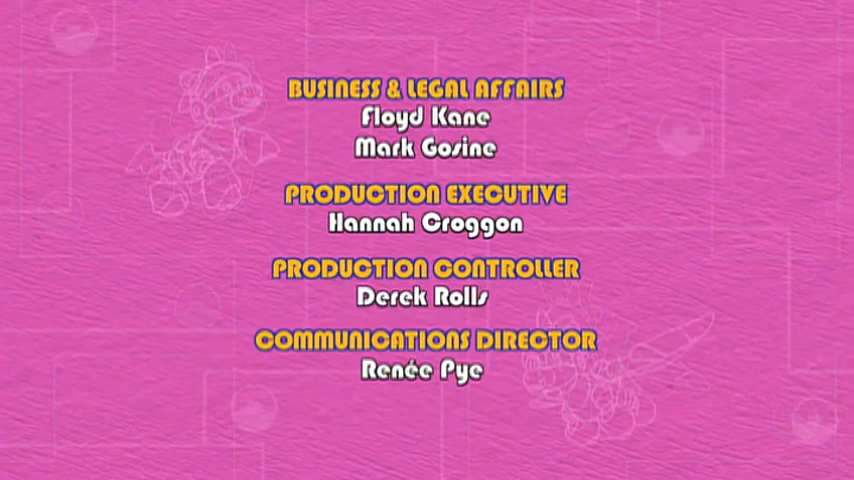 BUSINESS & LEGAL AFFAIRS
Floyd Kane
Mark Gosine
PRODUCTION EXECUTIVE
Hannah Croggon
PRODUCTION CONTROLLER
Derek Rolls
COMMUNICATIONS DIRECTOR
Renée Pye